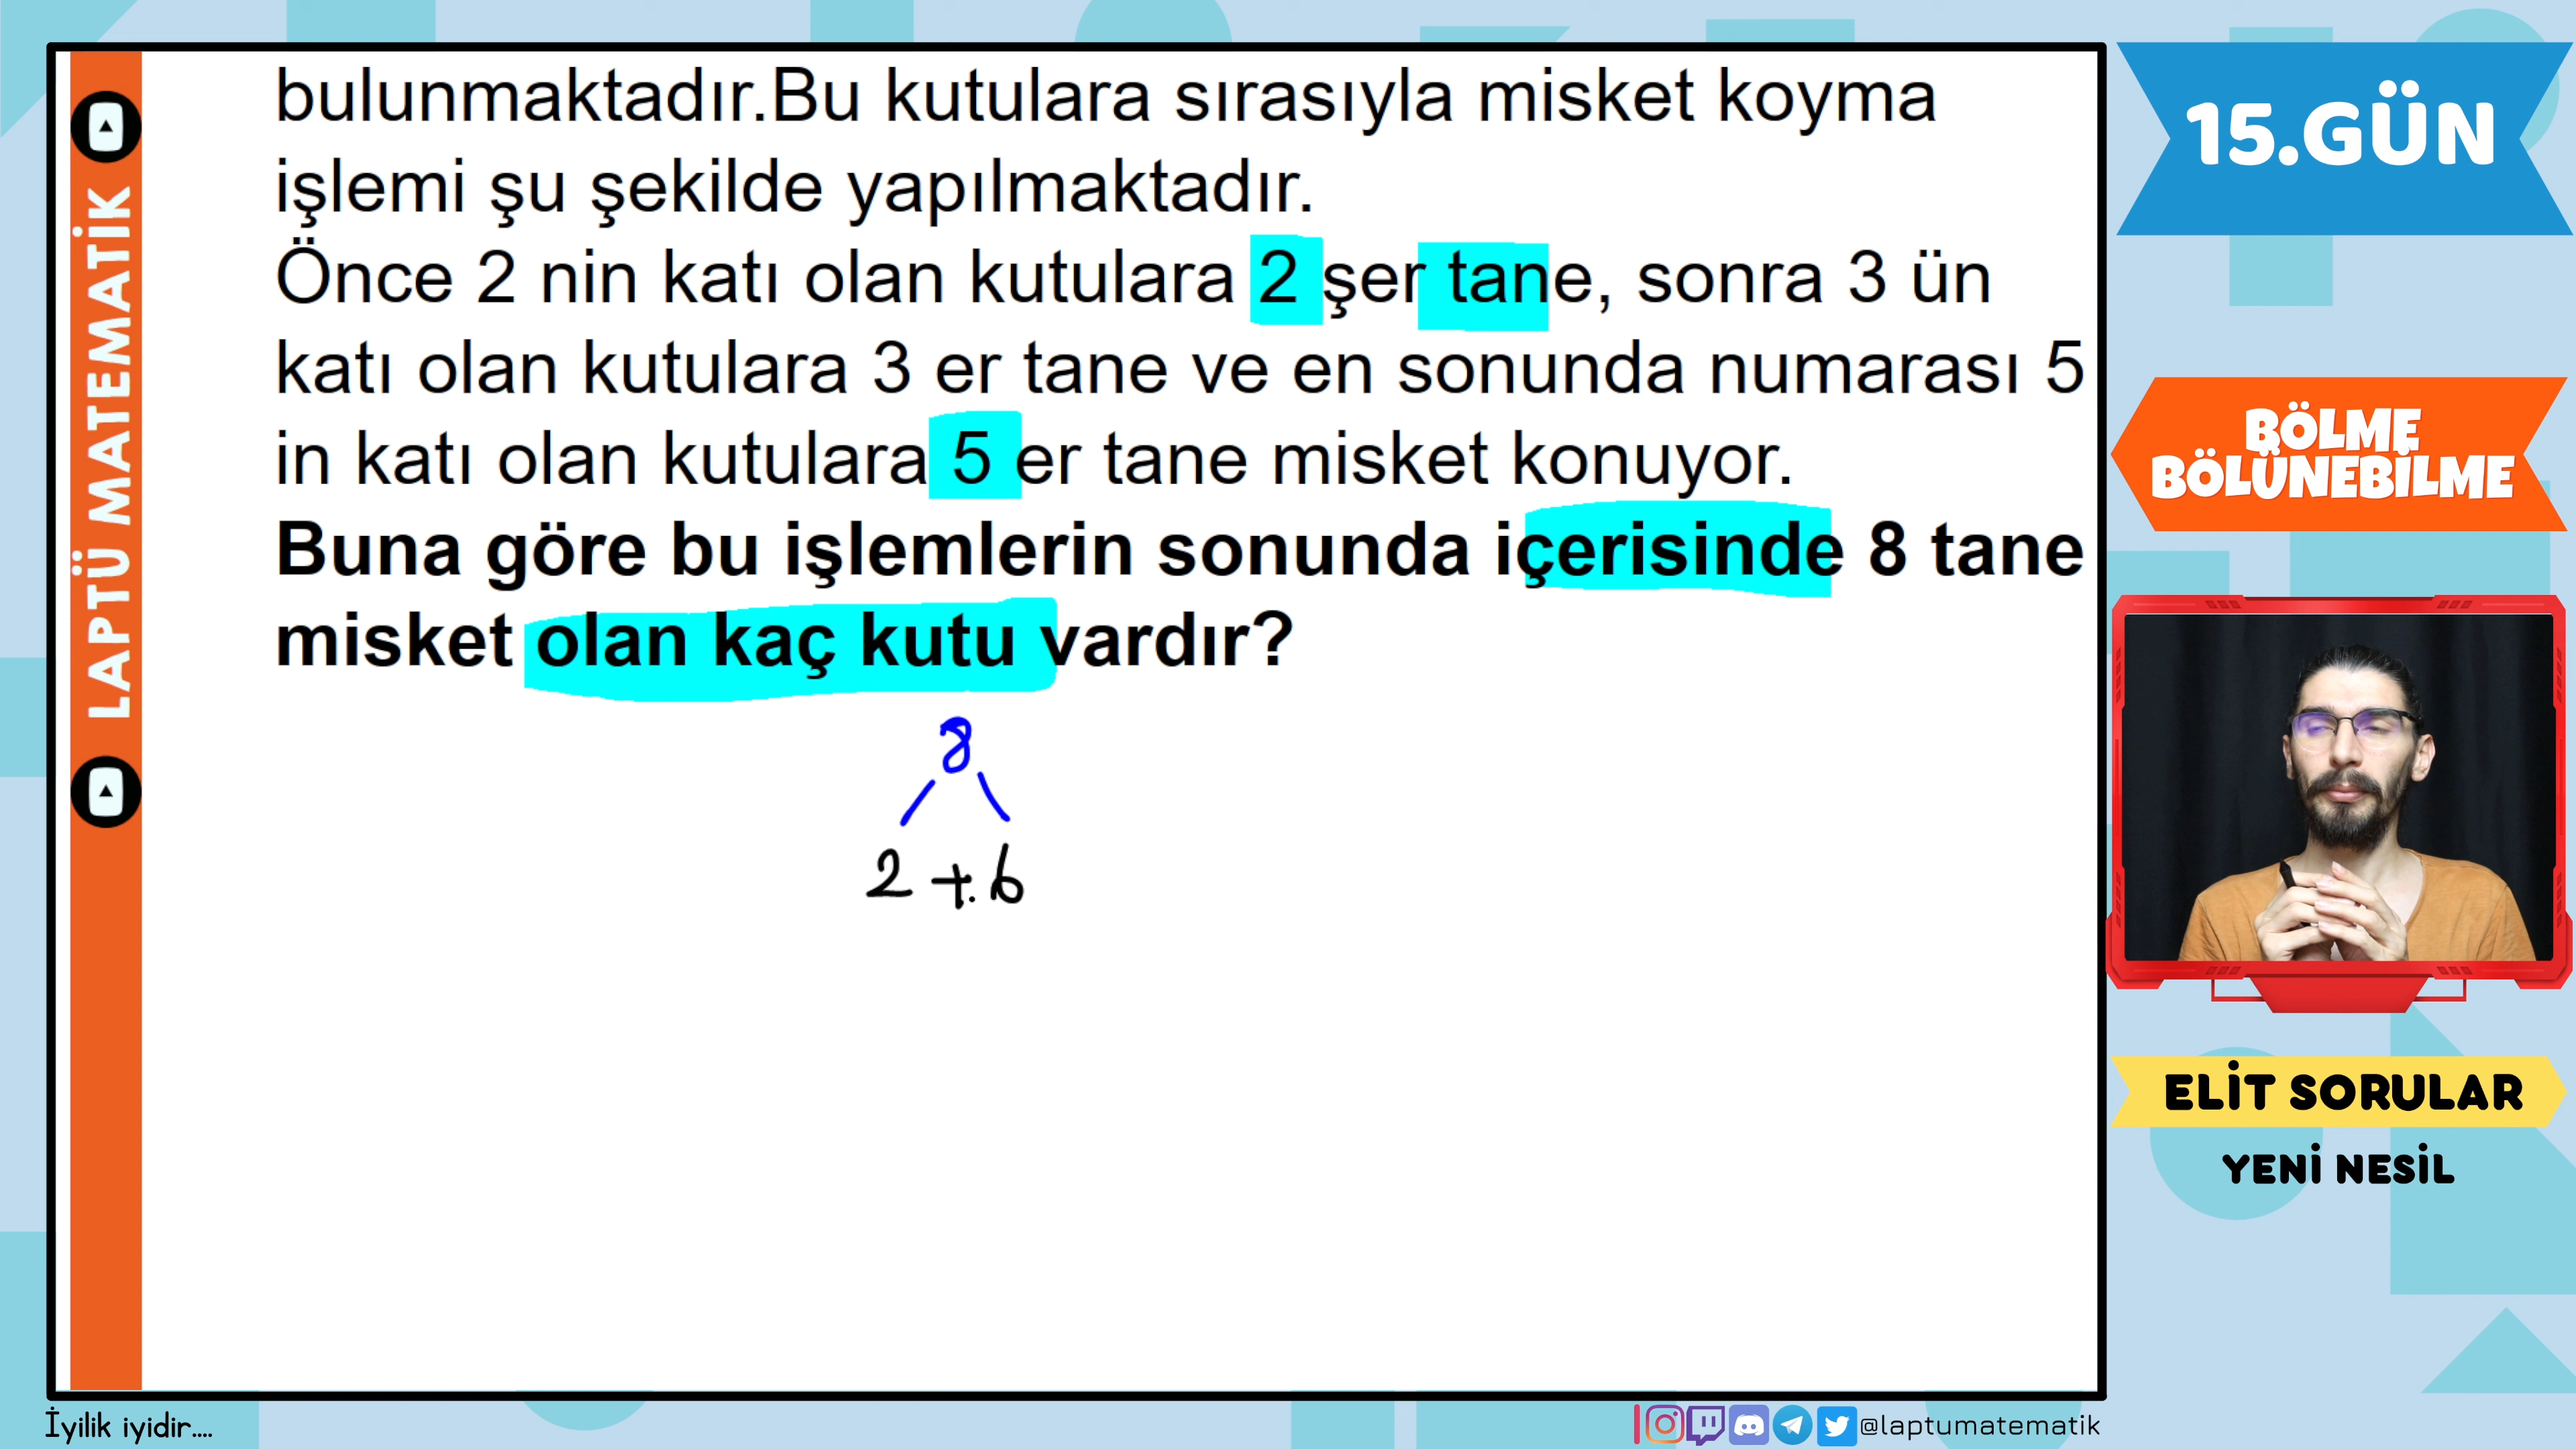 bulunmaktadır.Bu kutulara sırasıyla misket koyma
işlemi şu şekilde yapılmaktadır.
Önce 2 nin katı olan kutulara 2 şer tane, sonra 3 ün
katı olan kutulara 3 er tane ve en sonunda numarası 5
in katı olan kutulara 5 er tane misket konuyor.
Buna göre bu işlemlerin sonunda içerisinde 8 tane
misket olan kaç kutu vardır?
8
2 + 6
LAPTÜ MATEMATİK
15.GÜN
BÖLME
BÖLÜNEBİLME
ELİT SORULAR
YENİ NESİL
İyilik iyidir....
@laptumatematik